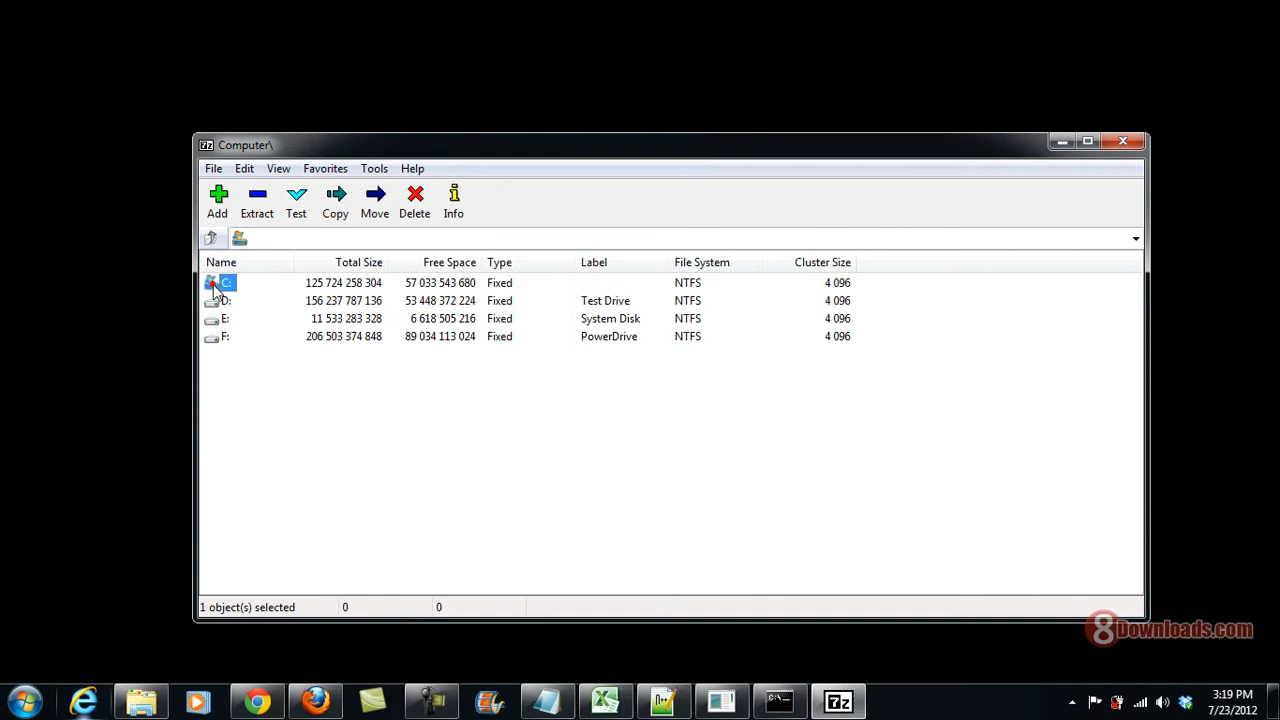 7z Computer\
File Edit View Favorites Tools Help
Add Extract Test Copy Move Delete Info
Name Total Size Free Space Type Label File System Cluster Size
C: 125 724 258 304 57 033 543 680 Fixed NTFS 4 096
D: 156 237 787 136 53 448 372 224 Fixed Test Drive NTFS 4 096
E: 11 533 283 328 6 618 505 216 Fixed System Disk NTFS 4 096
F: 206 503 374 848 89 034 113 024 Fixed PowerDrive NTFS 4 096
1 object(s) selected 0 0
8Downloads.com
C:\ 7z
3:19 PM
7/23/2012